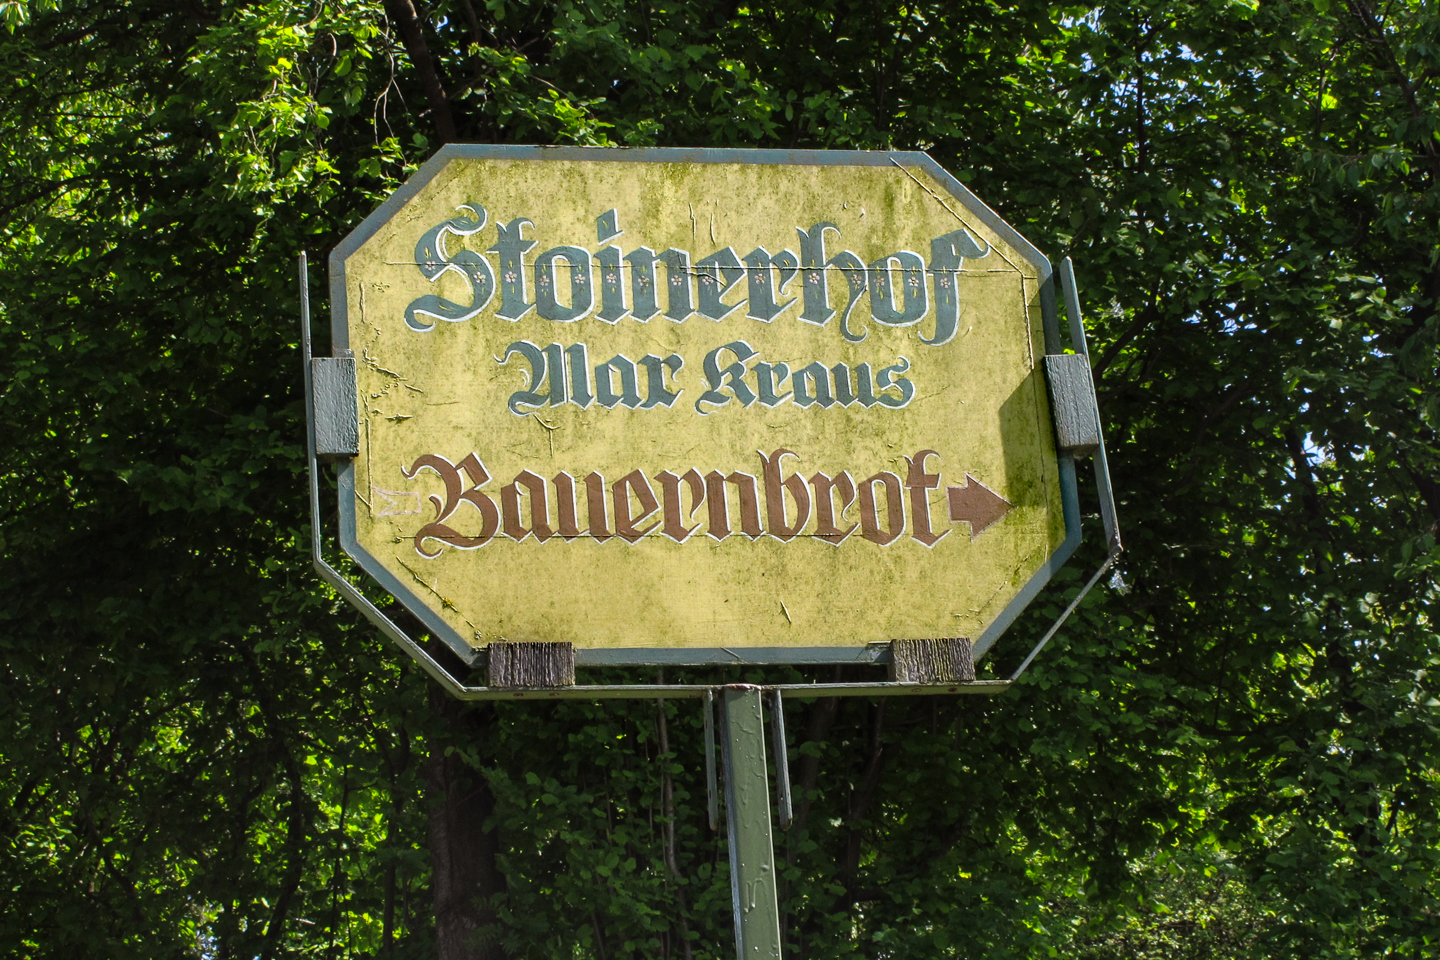 Stoinerhof
Max Kraus
Bauernbrot